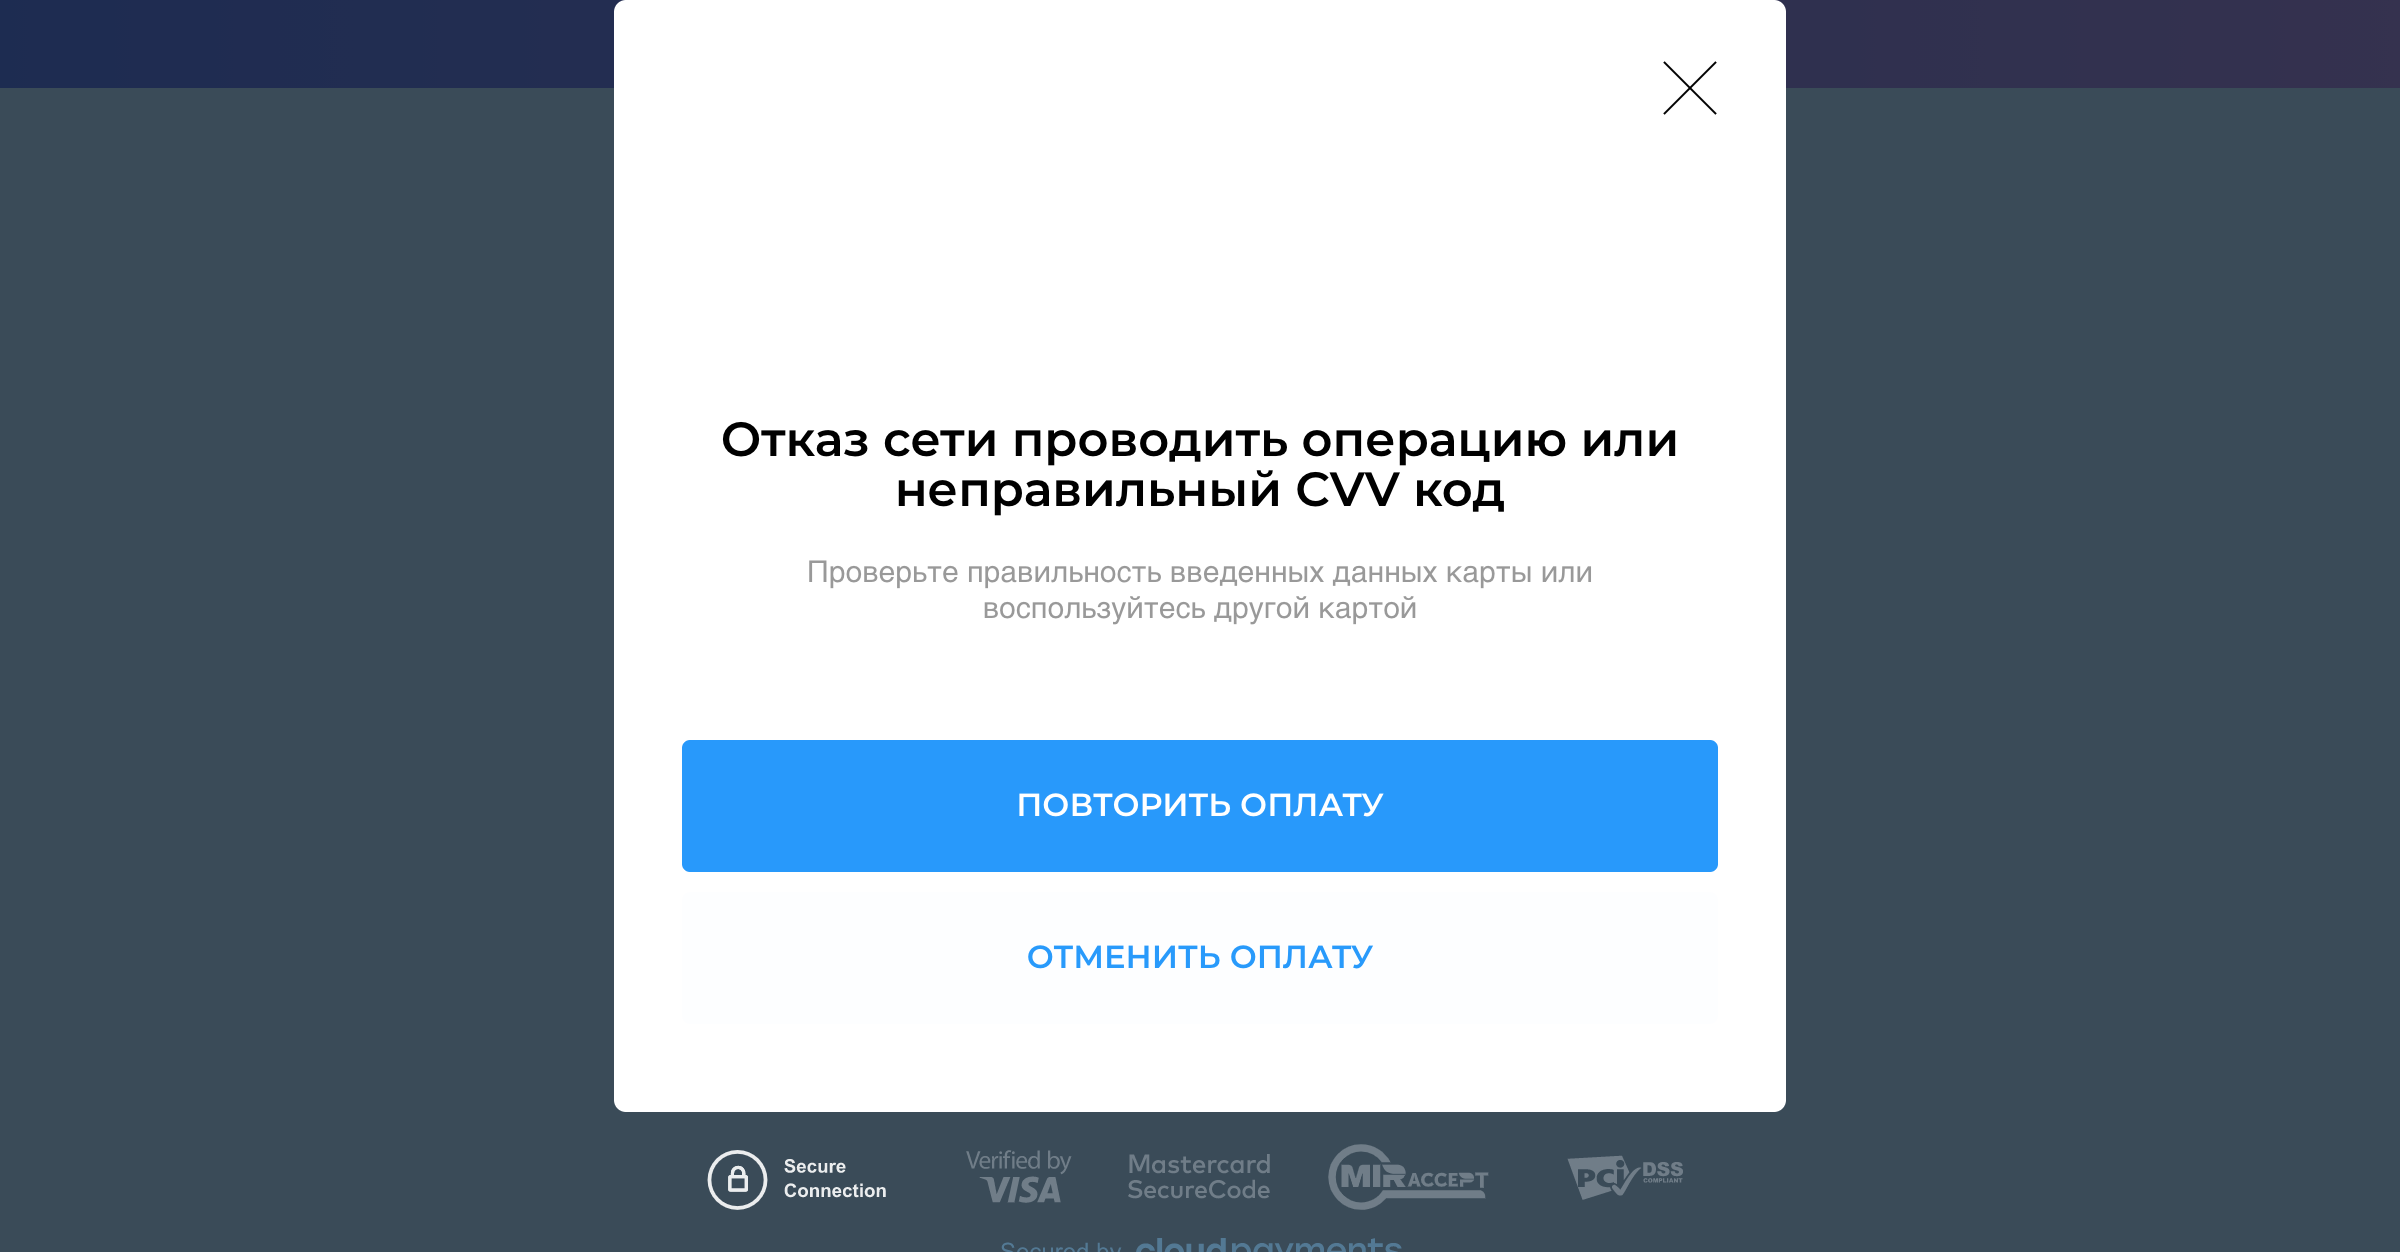 Отказ сети проводить операцию или
неправильный CVV код
Проверьте правильность введенных данных карты или
воспользуйтесь другой картой
ПОВТОРИТЬ ОПЛАТУ
ОТМЕНИТЬ ОПЛАТУ
Secure
Connection
Verified by
VISA
Mastercard
SecureCode
MIR ACCEPT
PCI DSS
COMPLIANT
Secured by cloudpayments